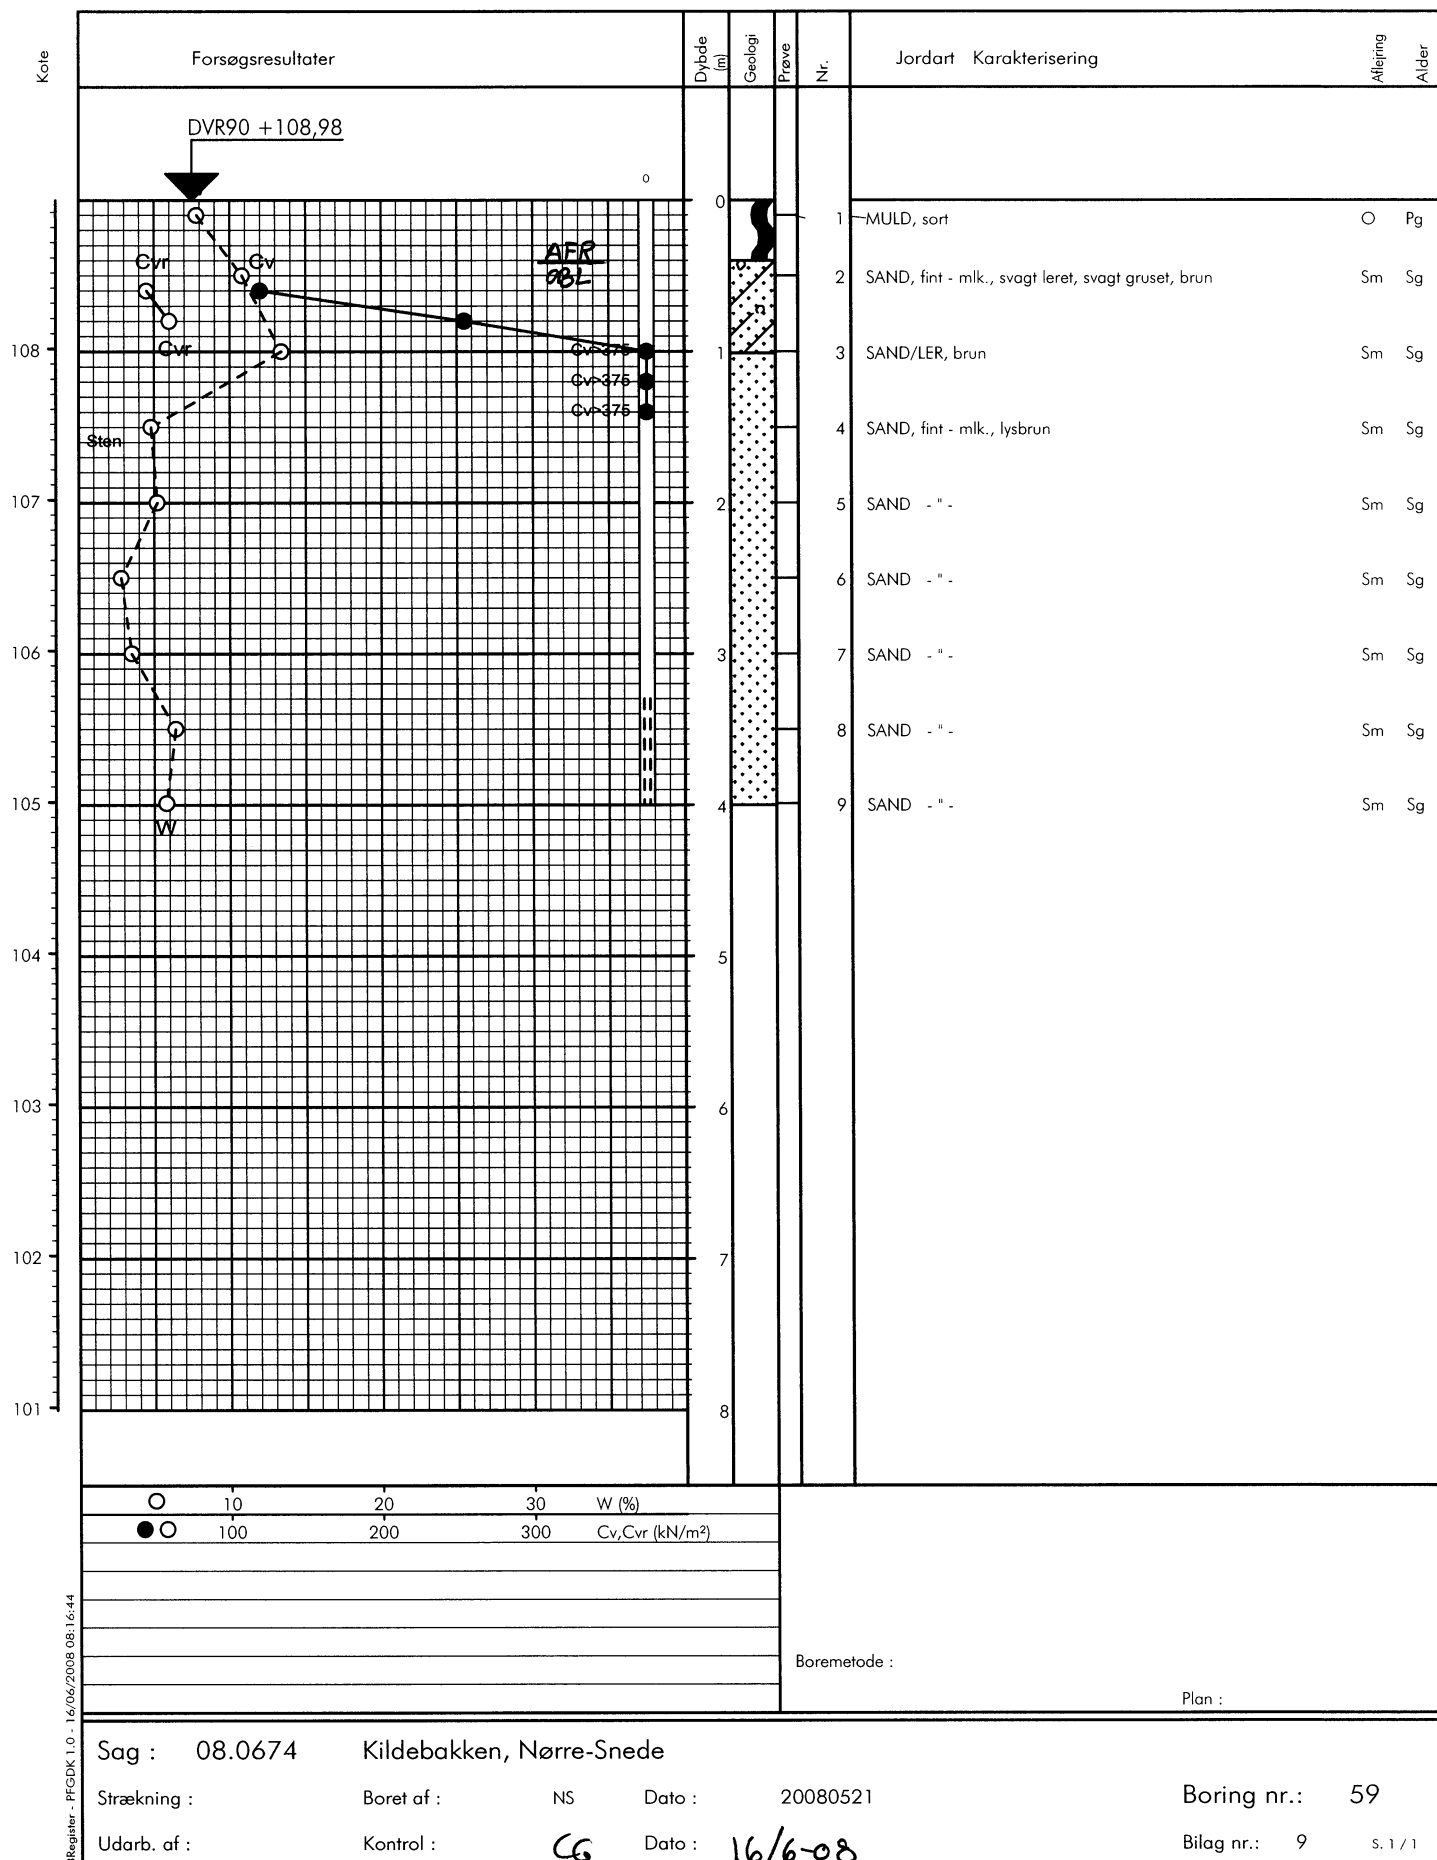 Kote Forsøgsresultater Dybde (m) Geologi Prøve Nr. Jordart Karakterisering Aflejring Alder
DVR90 +108,98
o
0
1 MULD, sort O Pg
AFR
OBL
Cvr Cv
2 SAND, fint - mlk., svagt leret, svagt gruset, brun Sm Sg
108 Cvr Cv>375 1 3 SAND/LER, brun Sm Sg
Cv>375
Cv>375
Sten 4 SAND, fint - mlk., lysbrun Sm Sg
107 2 5 SAND - " - Sm Sg
6 SAND - " - Sm Sg
106 3 7 SAND - " - Sm Sg
8 SAND - " - Sm Sg
105 4 9 SAND - " - Sm Sg
W
104 5
103 6
102 7
101 8
10 20 30 W (%)
100 200 300 Cv,Cvr (kN/m²)
Boremetode :
Plan :
Register - PFGDK 1.0 - 16/06/2008 08:16:44
Sag : 08.0674 Kildebakken, Nørre-Snede
Strækning : Boret af : NS Dato : 20080521 Boring nr.: 59
Udarb. af : Kontrol : CG Dato : 16/6-08 Bilag nr.: 9 S. 1 / 1